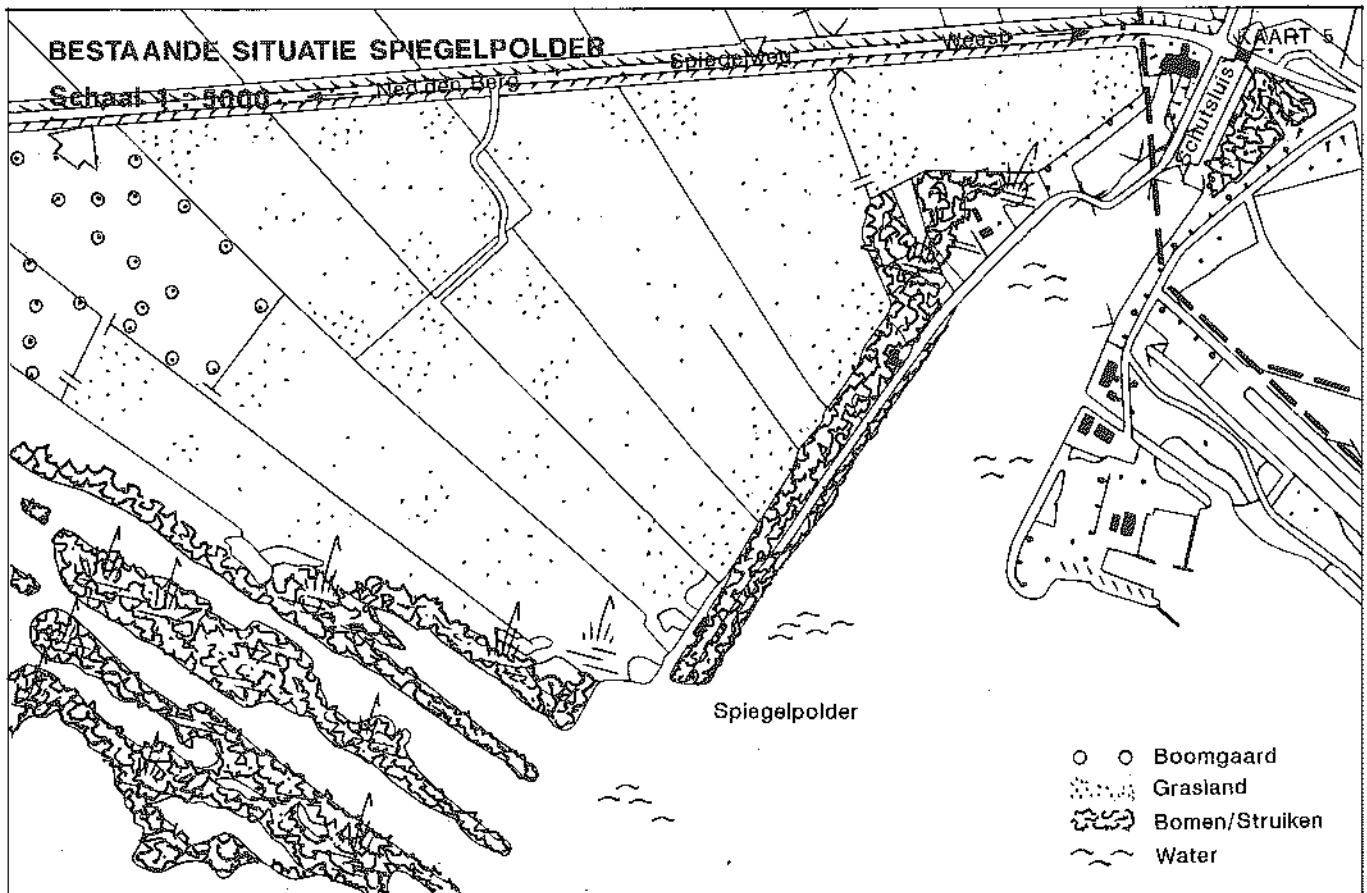 BESTAANDE SITUATIE SPIEGELPOLDER
KAART 5
Schaal 1 : 5000
Ned den Berg
Spiegelweg
Weesp
Schutsluis
Spiegelpolder
Boomgaard
Grasland
Bomen/Struiken
Water